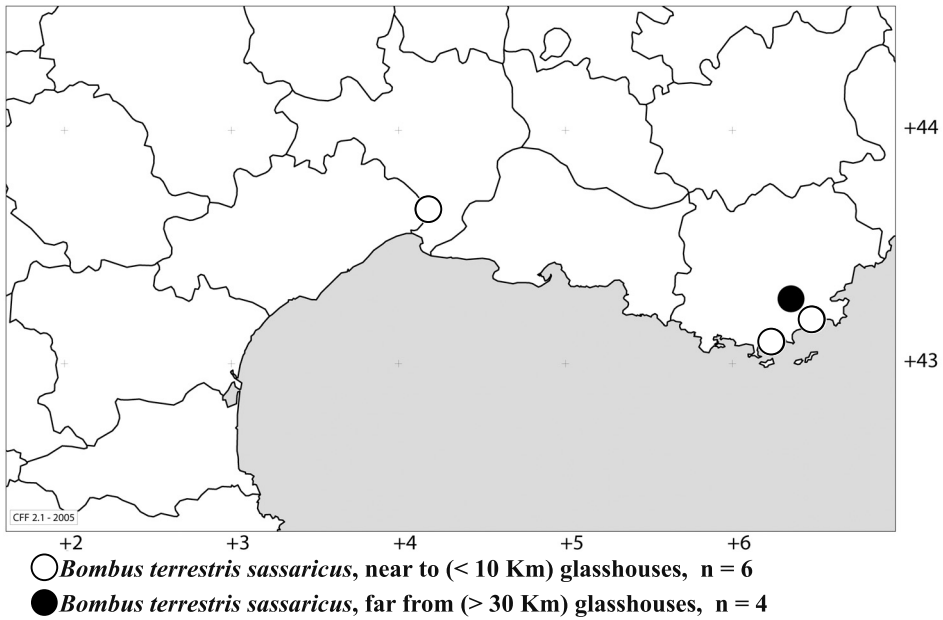 +44
+43
CFF 2.1 - 2005
+2 +3 +4 +5 +6
Bombus terrestris sassaricus, near to (< 10 Km) glasshouses, n = 6
Bombus terrestris sassaricus, far from (> 30 Km) glasshouses, n = 4